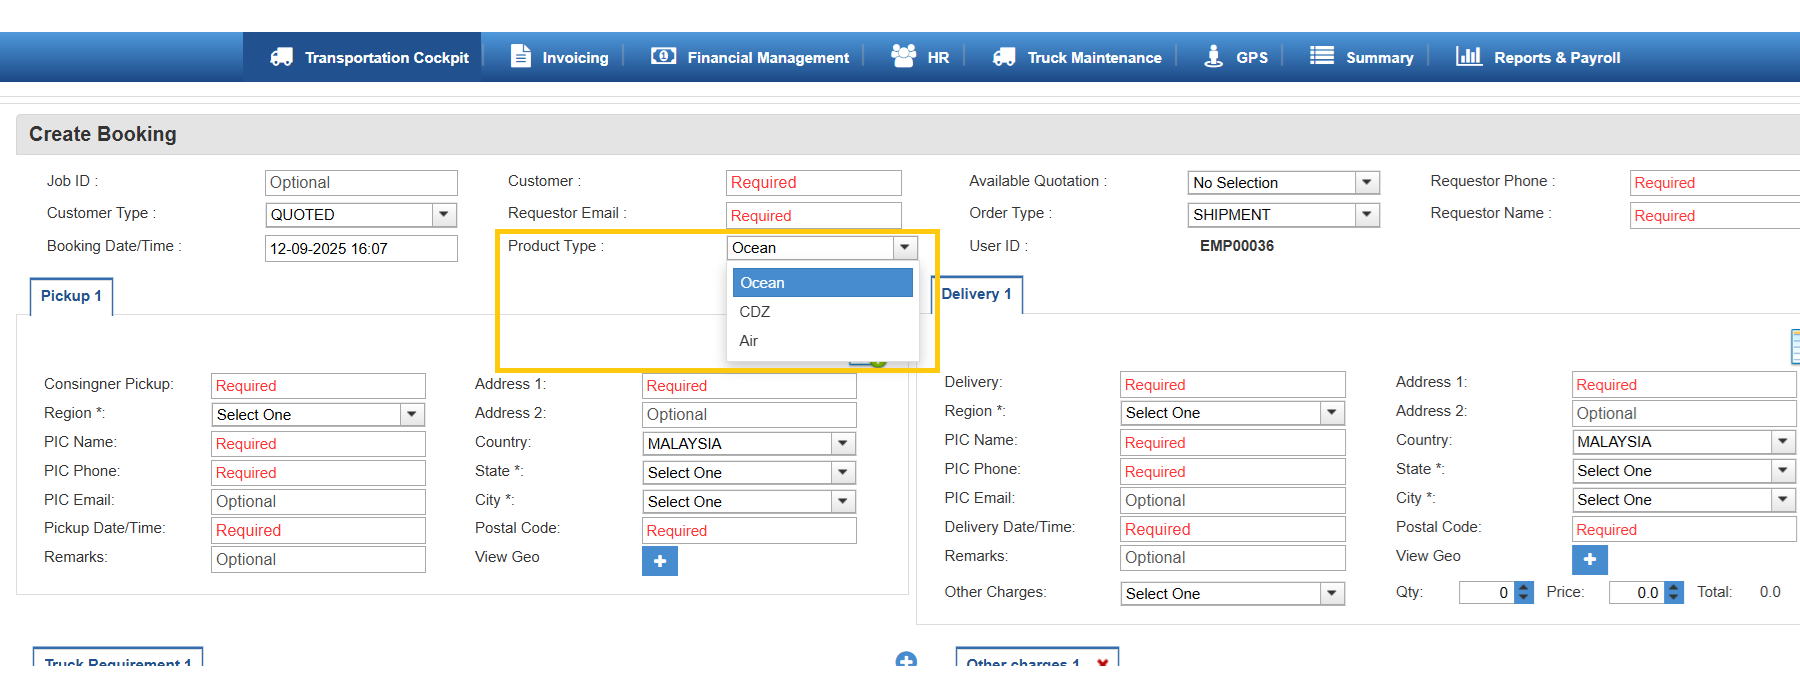 Transportation Cockpit Invoicing Financial Management HR Truck Maintenance GPS Summary Reports & Payroll
Create Booking
Job ID : Optional Customer : Required Available Quotation : No Selection Requestor Phone : Required
Customer Type : QUOTED Requestor Email : Required Order Type : SHIPMENT Requestor Name : Required
Booking Date/Time : 12-09-2025 16:07 Product Type : Ocean User ID : EMP00036
Ocean
CDZ
Air
Pickup 1
Delivery 1
Consingner Pickup: Required Address 1: Required
Region *: Select One Address 2: Optional
PIC Name: Required Country: MALAYSIA
PIC Phone: Required State *: Select One
PIC Email: Optional City *: Select One
Pickup Date/Time: Required Postal Code: Required
Remarks: Optional View Geo
Delivery: Required Address 1: Required
Region *: Select One Address 2: Optional
PIC Name: Required Country: MALAYSIA
PIC Phone: Required State *: Select One
PIC Email: Optional City *: Select One
Delivery Date/Time: Required Postal Code: Required
Remarks: Optional View Geo
Other Charges: Select One Qty: 0 Price: 0.0 Total: 0.0
Truck Requirement 1
Other charges 1